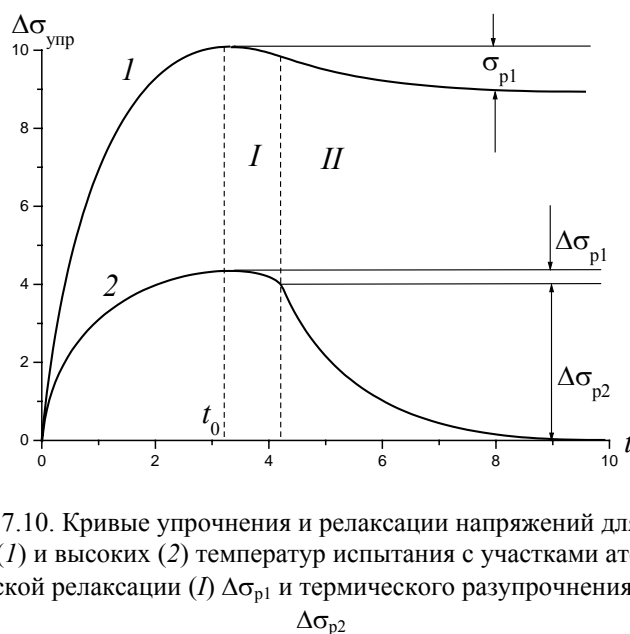 Δσупр
10
8
6
4
2
0
1
2
I
II
t0
σр1
Δσр1
Δσр2
0
2
4
6
8
10
t
7.10. Кривые упрочнения и релаксации напряжений дл
(1) и высоких (2) температур испытания с участками ате
ской релаксации (I) Δσр1 и термического разупрочнения
Δσр2